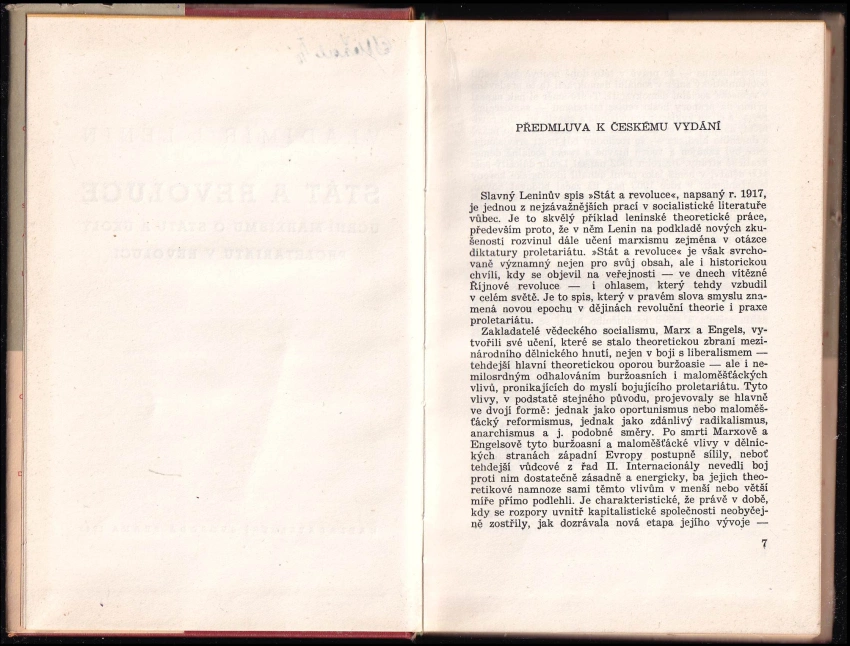 PŘEDMLUVA K ČESKÉMU VYDÁNÍ
Slavný Leninův spis »Stát a revoluce«, napsaný r. 1917,
je jednou z nejzávažnějších prací v socialistické literatuře
vůbec. Je to skvělý příklad leninské theoretické práce,
především proto, že v něm Lenin na podkladě nových zku-
šeností rozvinul dále učení marxismu zejména v otázce
diktatury proletariátu. »Stát a revoluce« je však svrcho-
vaně významný nejen pro svůj obsah, ale i historickou
chvíli, kdy se objevil na veřejnosti — ve dnech vítězné
Říjnové revoluce — i ohlasem, který tehdy vzbudil
v celém světě. Je to spis, který v pravém slova smyslu zna-
mená novou epochu v dějinách revoluční theorie i praxe
proletariátu.
Zakladatelé vědeckého socialismu, Marx a Engels, vy-
tvořili své učení, které se stalo theoretickou zbraní mezi-
národního dělnického hnutí, nejen v boji s liberalismem —
tehdejší hlavní theoretickou oporou buržoasie — ale i ne-
milosrdným odhalováním buržoasních i maloměšťáckých
vlivů, pronikajících do myslí bojujícího proletariátu. Tyto
vlivy, v podstatě stejného původu, projevovaly se hlavně
ve dvojí formě: jednak jako oportunismus nebo maloměš-
ťácký reformismus, jednak jako zdánlivý radikalismus,
anarchismus a j. podobné směry. Po smrti Marxově a
Engelsově tyto buržoasní a maloměšťácké vlivy v dělnic-
kých stranách západní Evropy postupně sílily, neboť
tehdejší vůdcové z řad II. Internacionály nevedli boj
proti nim dostatečně zásadně a energicky, ba jejich theo-
retikové namnoze sami těmto vlivům v menší nebo větší
míře přímo podlehli. Je charakteristické, že právě v době,
kdy se rozpory uvnitř kapitalistické společnosti neobyčej-
ně zostřily, jak dozrávala nová etapa jejího vývoje —
7